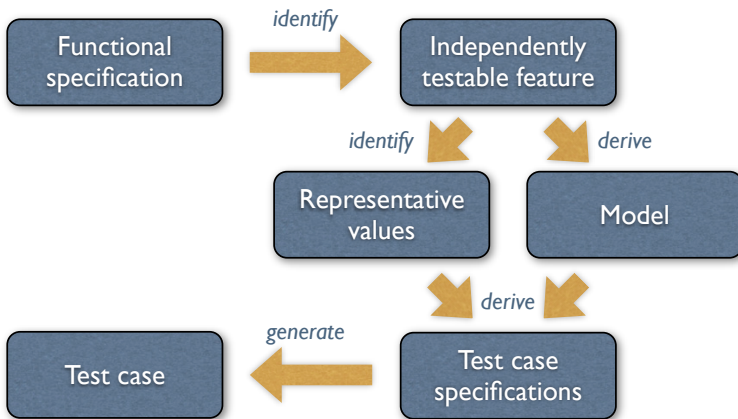 identify
Functional
specification
Independently
testable feature
identify
derive
Representative
values
Model
derive
generate
Test case
Test case
specifications